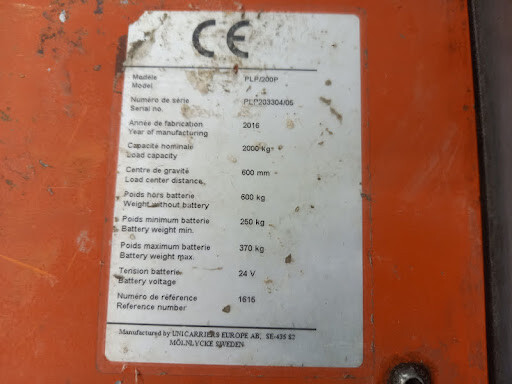 CE
Modèle PLP/200P
Model
Numéro de série PLP203304/05
Serial no.
Année de fabrication 2016
Year of manufacturing
Capacité nominale 2000 kg
Load capacity
Centre de gravité 600 mm
Load center distance
Poids hors batterie 600 kg
Weight without battery
Poids minimum batterie 250 kg
Battery weight min.
Poids maximum batterie 370 kg
Battery weight max.
Tension batterie 24 V
Battery voltage
Numéro de référence 1616
Reference number
Manufactured by UNICARRIERS EUROPE AB, SE-435 82
MÖLNLYCKE SWEDEN